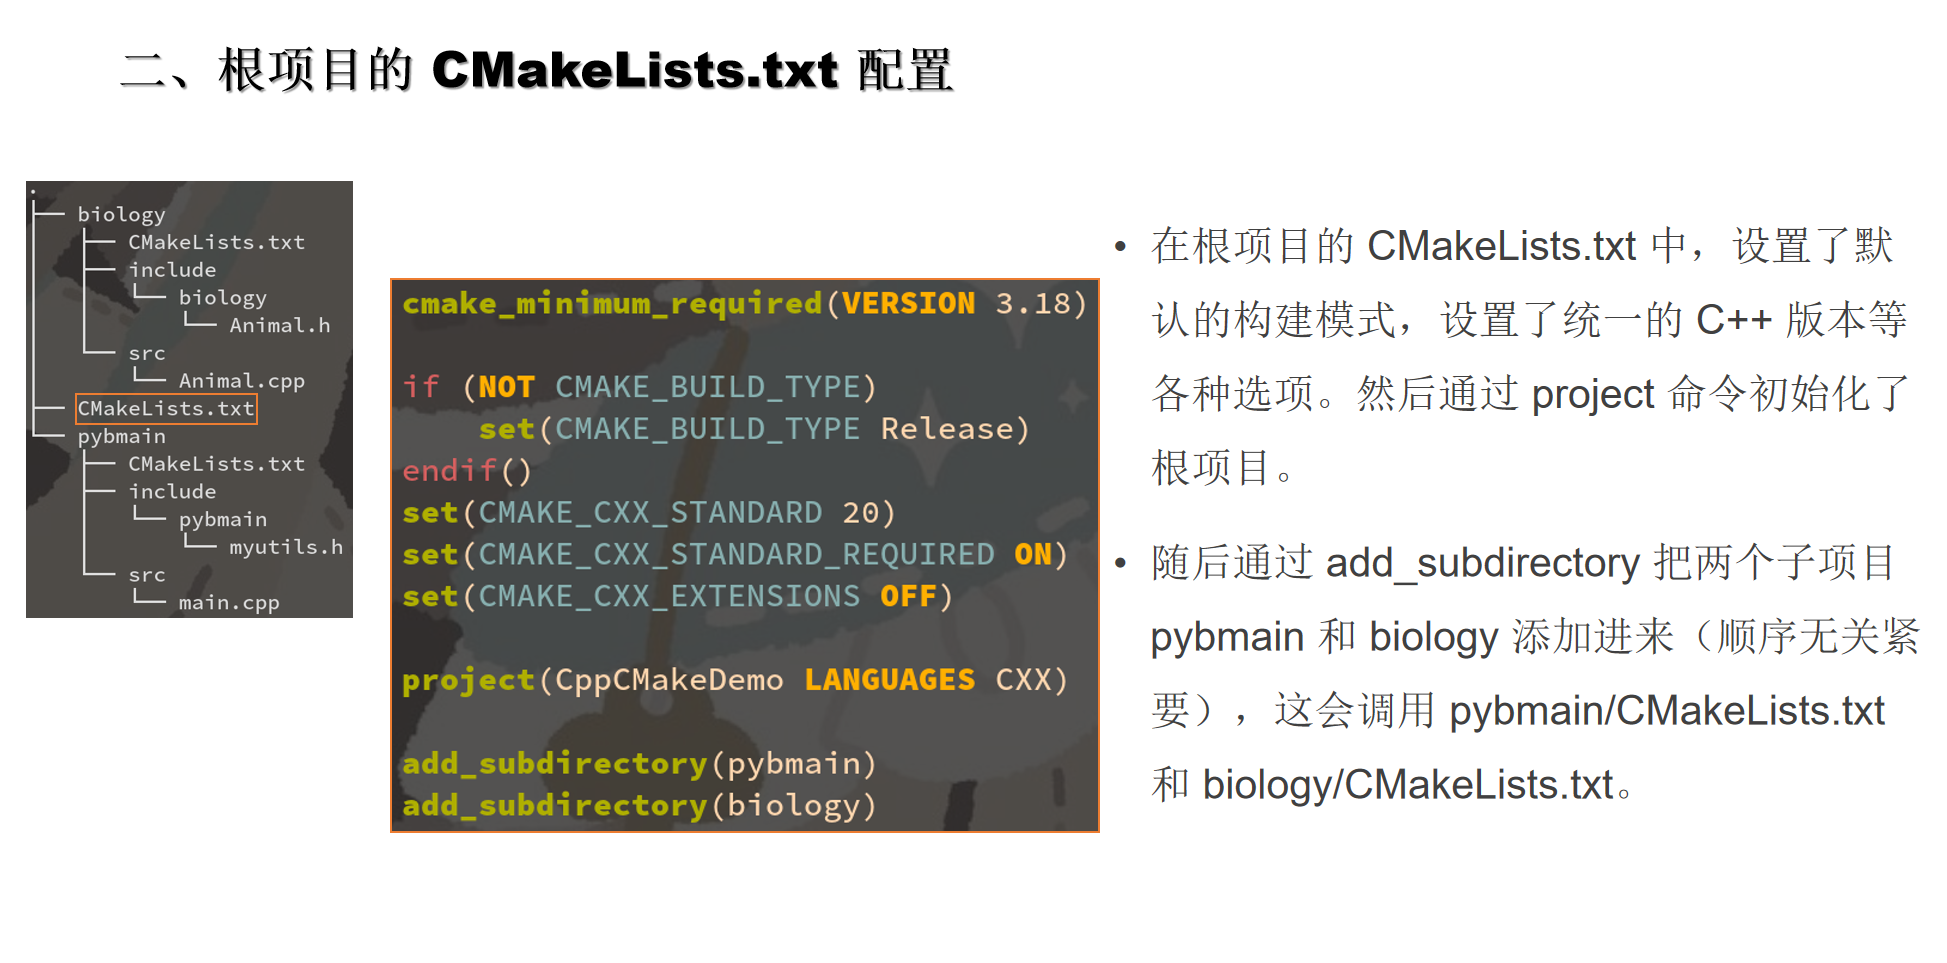 二、根项目的 CMakeLists.txt 配置
.
├── biology
│   ├── CMakeLists.txt
│   ├── include
│   │   └── biology
│   │       └── Animal.h
│   └── src
│       └── Animal.cpp
├── CMakeLists.txt
└── pybmain
    ├── CMakeLists.txt
    ├── include
    │   └── pybmain
    │       └── myutils.h
    └── src
        └── main.cpp
cmake_minimum_required(VERSION 3.18)
if (NOT CMAKE_BUILD_TYPE)
    set(CMAKE_BUILD_TYPE Release)
endif()
set(CMAKE_CXX_STANDARD 20)
set(CMAKE_CXX_STANDARD_REQUIRED ON)
set(CMAKE_CXX_EXTENSIONS OFF)
project(CppCMakeDemo LANGUAGES CXX)
add_subdirectory(pybmain)
add_subdirectory(biology)
• 在根项目的 CMakeLists.txt 中，设置了默
认的构建模式，设置了统一的 C++ 版本等
各种选项。然后通过 project 命令初始化了
根项目。
• 随后通过 add_subdirectory 把两个子项目
pybmain 和 biology 添加进来（顺序无关紧
要），这会调用 pybmain/CMakeLists.txt
和 biology/CMakeLists.txt。